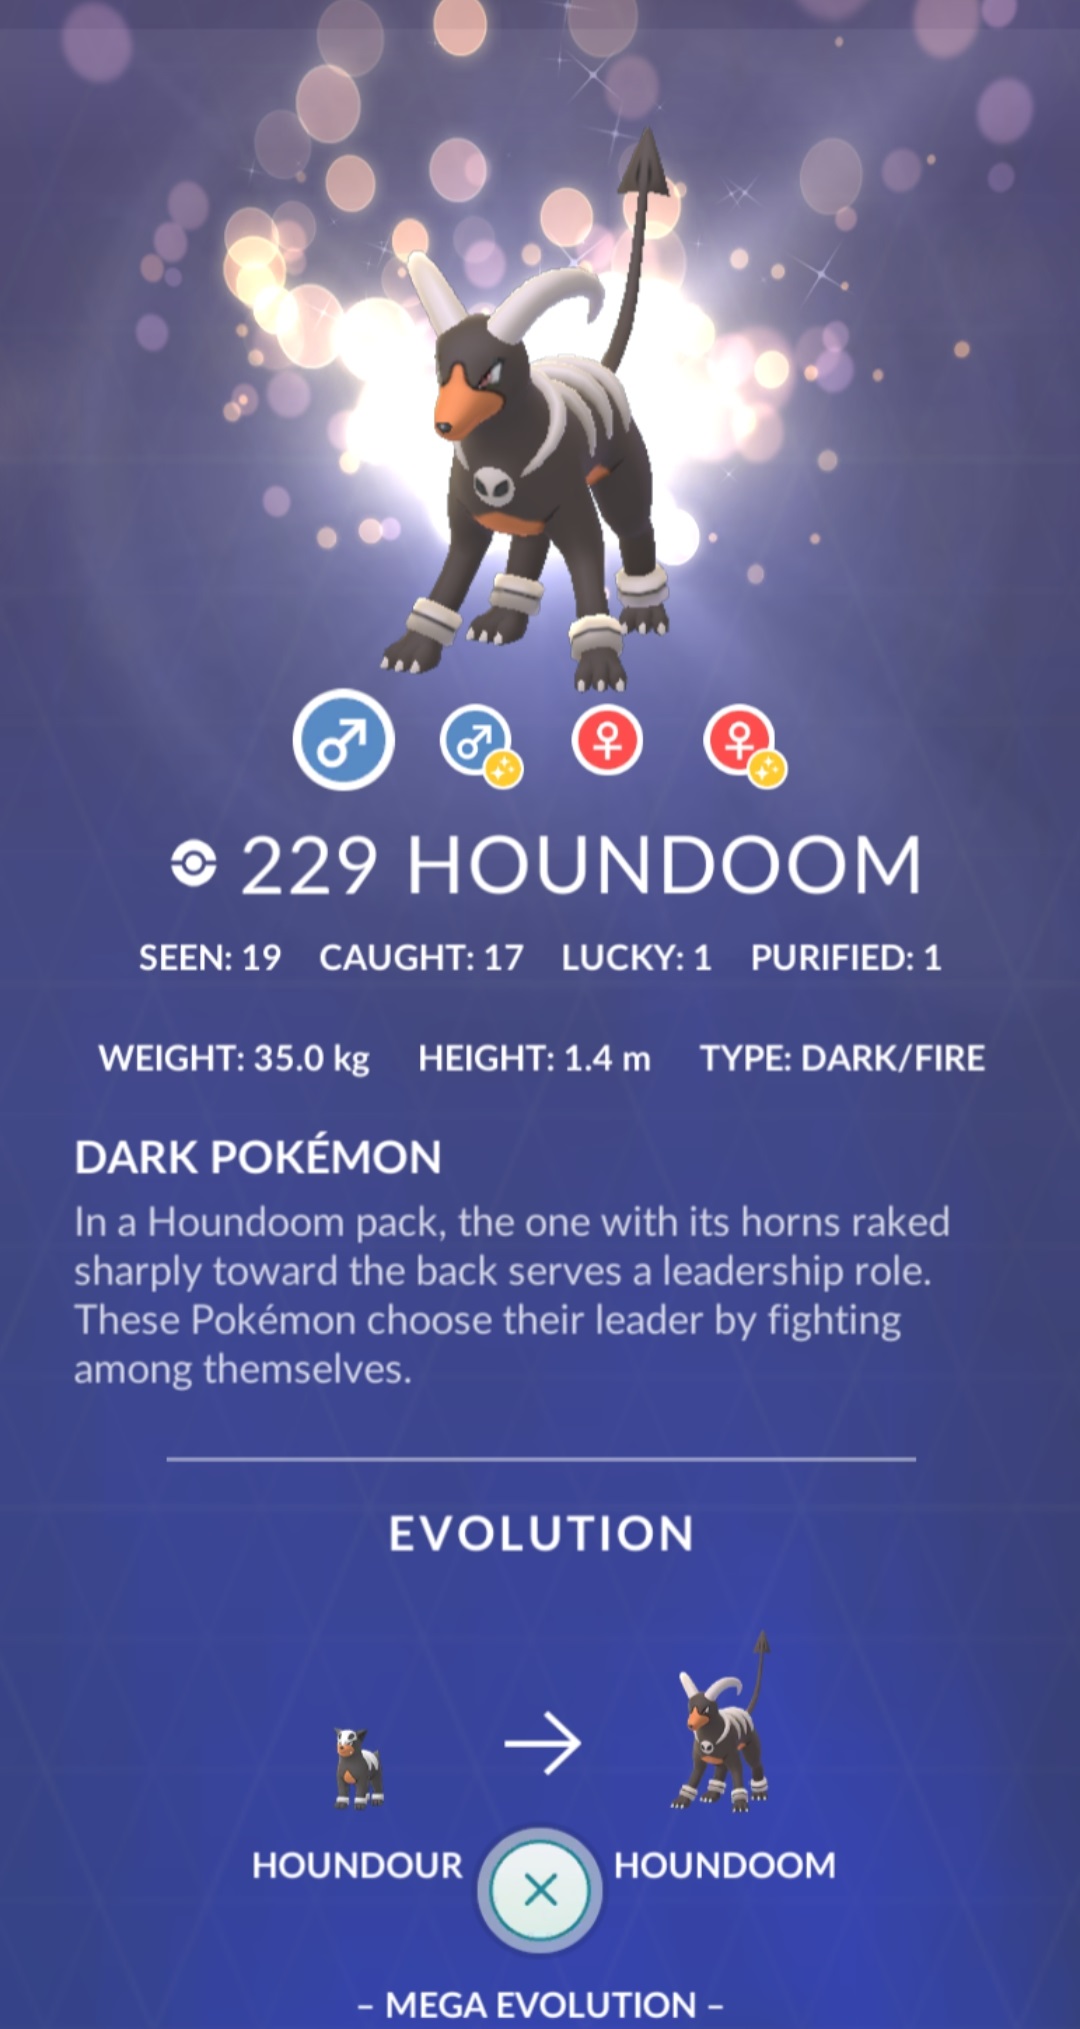 229 HOUNDOOM
SEEN: 19 CAUGHT: 17 LUCKY: 1 PURIFIED: 1
WEIGHT: 35.0 kg HEIGHT: 1.4 m TYPE: DARK/FIRE
DARK POKÉMON
In a Houndoom pack, the one with its horns raked
sharply toward the back serves a leadership role.
These Pokémon choose their leader by fighting
among themselves.
EVOLUTION
HOUNDOUR HOUNDOOM
– MEGA EVOLUTION –